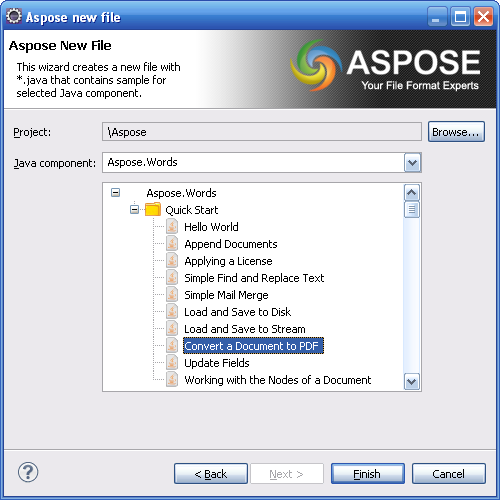 Aspose new file
Aspose New File
This wizard creates a new file with
*.java that contains sample for
selected Java component.
ASPOSE
Your File Format Experts
Project:
\Aspose
Browse...
Java component:
Aspose.Words
Aspose.Words
Quick Start
Hello World
Append Documents
Applying a License
Simple Find and Replace Text
Simple Mail Merge
Load and Save to Disk
Load and Save to Stream
Convert a Document to PDF
Update Fields
Working with the Nodes of a Document
?
< Back
Next >
Finish
Cancel